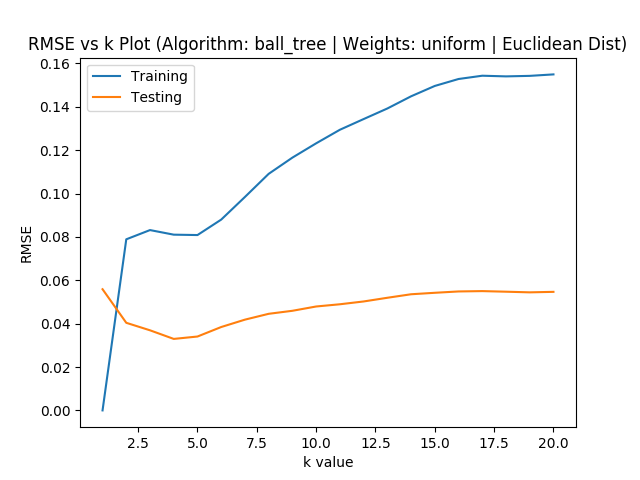 RMSE vs k Plot (Algorithm: ball_tree | Weights: uniform | Euclidean Dist)
Training
Testing
0.16
0.14
0.12
0.10
0.08
0.06
0.04
0.02
0.00
RMSE
2.5 5.0 7.5 10.0 12.5 15.0 17.5 20.0
k value